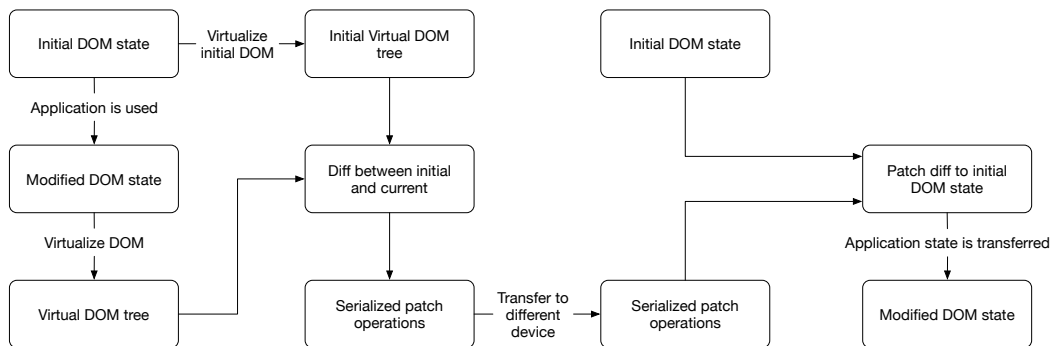 Initial DOM state
Virtualize
initial DOM
Initial Virtual DOM
tree
Initial DOM state
Application is used
Modified DOM state
Diff between initial
and current
Patch diff to initial
DOM state
Virtualize DOM
Application state is transferred
Virtual DOM tree
Serialized patch
operations
Transfer to
different
device
Serialized patch
operations
Modified DOM state